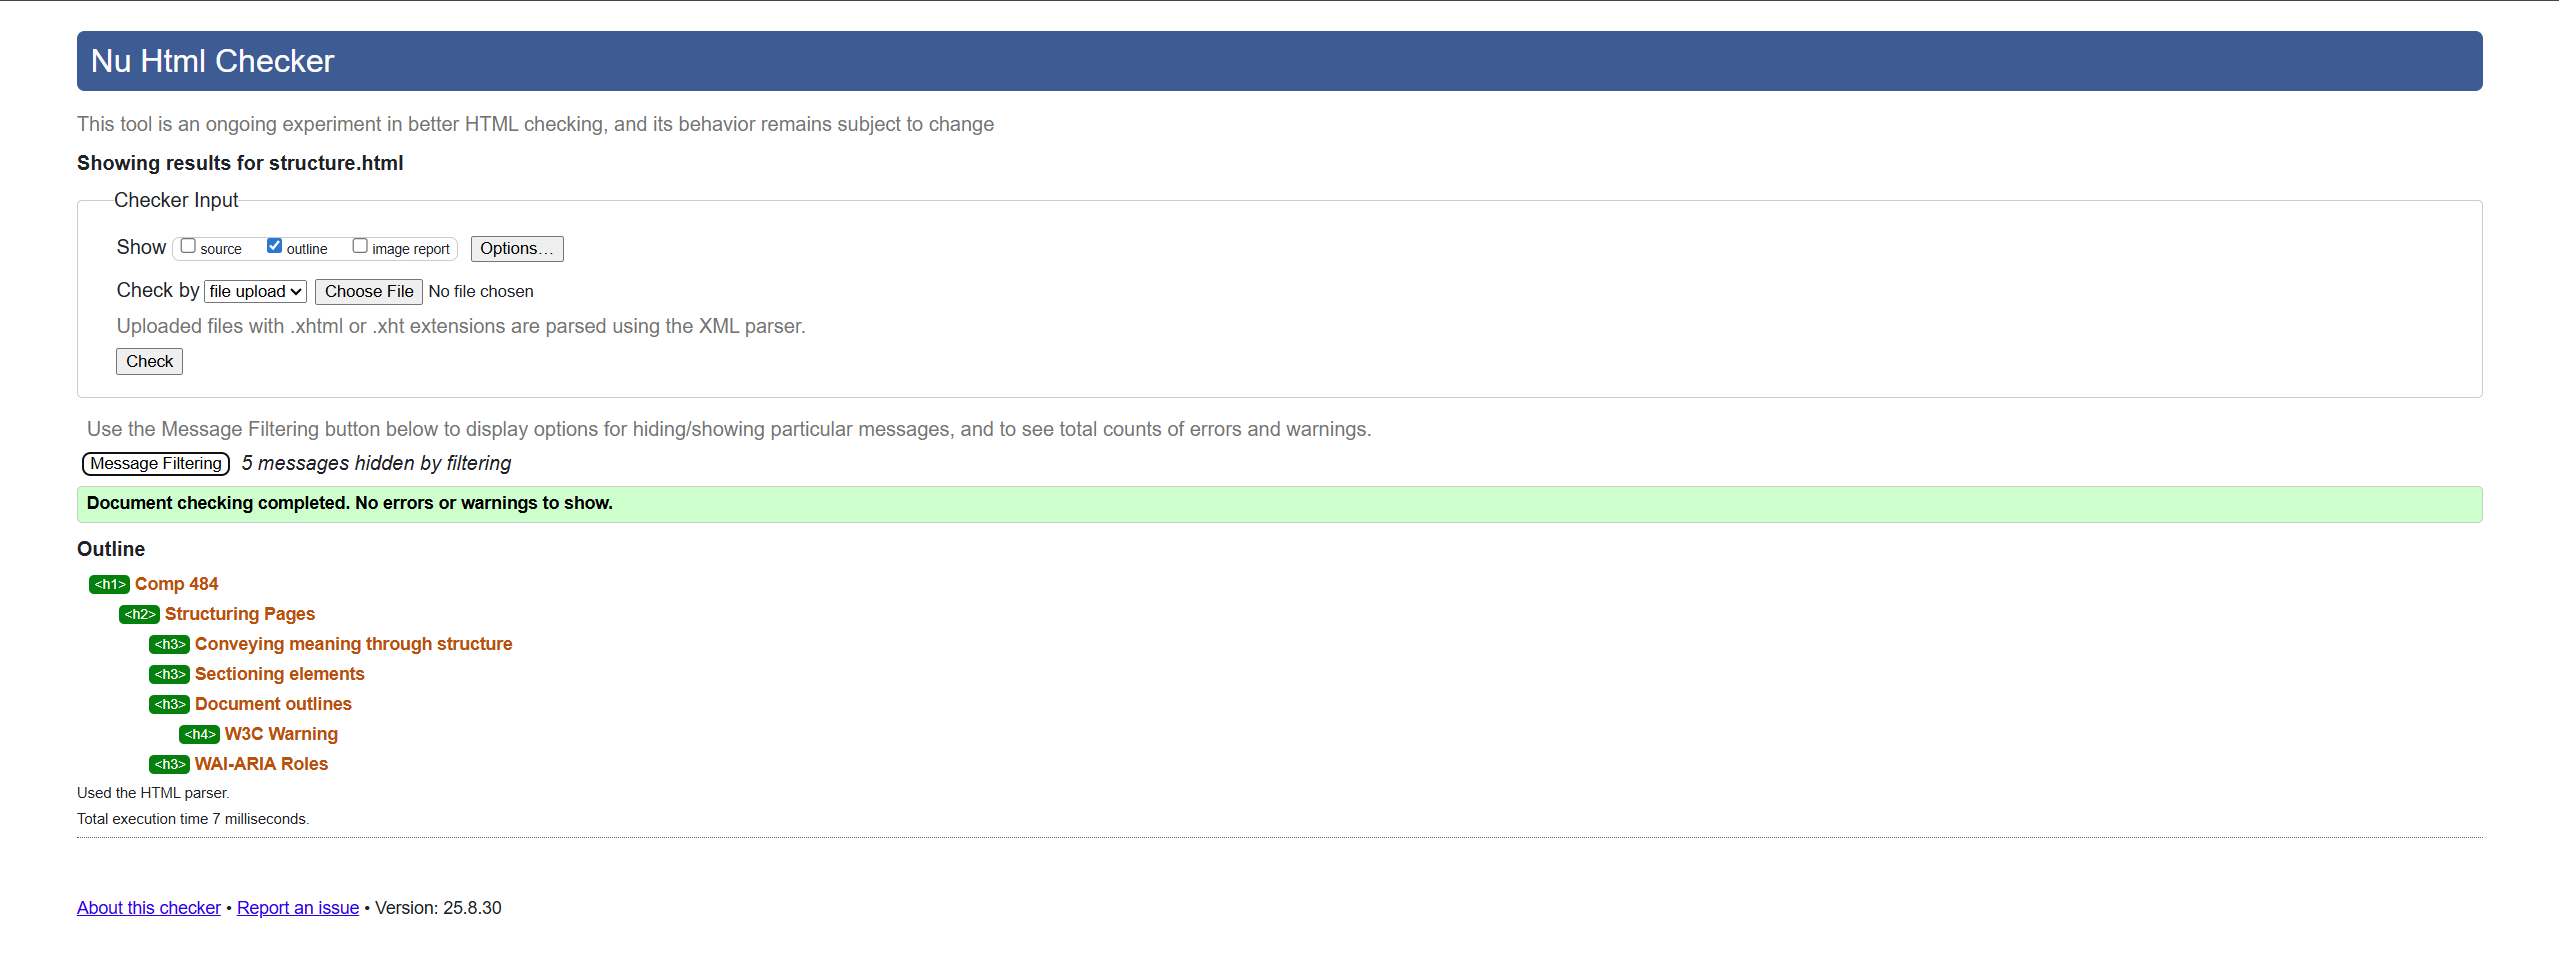 Nu Html Checker
This tool is an ongoing experiment in better HTML checking, and its behavior remains subject to change
Showing results for structure.html
Checker Input
Show source outline image report Options...
Check by file upload Choose File No file chosen
Uploaded files with .xhtml or .xht extensions are parsed using the XML parser.
Check
Use the Message Filtering button below to display options for hiding/showing particular messages, and to see total counts of errors and warnings.
Message Filtering 5 messages hidden by filtering
Document checking completed. No errors or warnings to show.
Outline
<h1> Comp 484
<h2> Structuring Pages
<h3> Conveying meaning through structure
<h3> Sectioning elements
<h3> Document outlines
<h4> W3C Warning
<h3> WAI-ARIA Roles
Used the HTML parser.
Total execution time 7 milliseconds.
About this checker • Report an issue • Version: 25.8.30